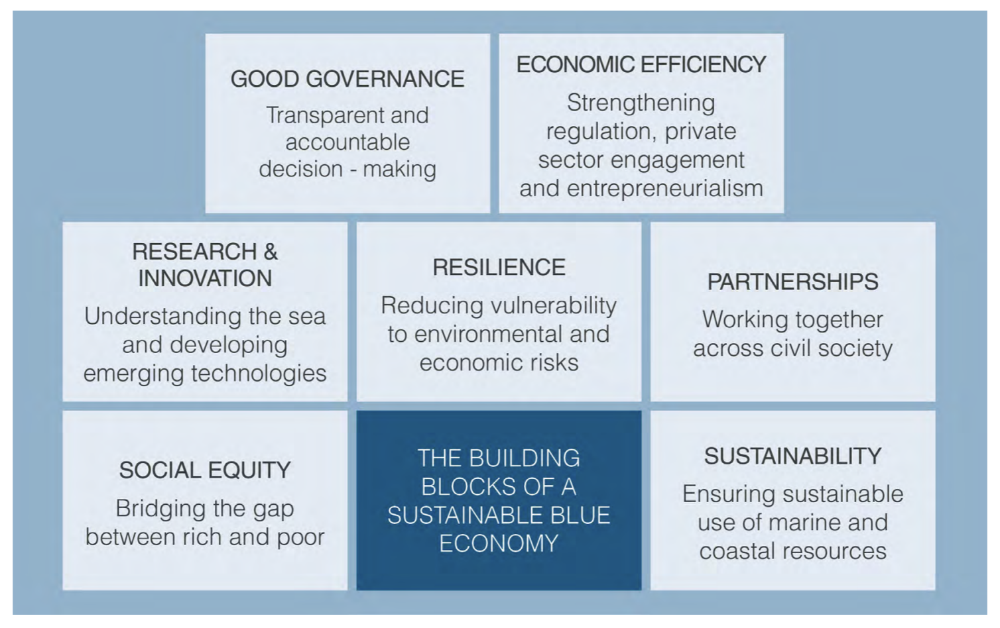 GOOD GOVERNANCE
Transparent and
accountable
decision - making
ECONOMIC EFFICIENCY
Strengthening
regulation, private
sector engagement
and entrepreneurialism
RESEARCH &
INNOVATION
Understanding the sea
and developing
emerging technologies
RESILIENCE
Reducing vulnerability
to environmental and
economic risks
PARTNERSHIPS
Working together
across civil society
SOCIAL EQUITY
Bridging the gap
between rich and poor
THE BUILDING
BLOCKS OF A
SUSTAINABLE BLUE
ECONOMY
SUSTAINABILITY
Ensuring sustainable
use of marine and
coastal resources